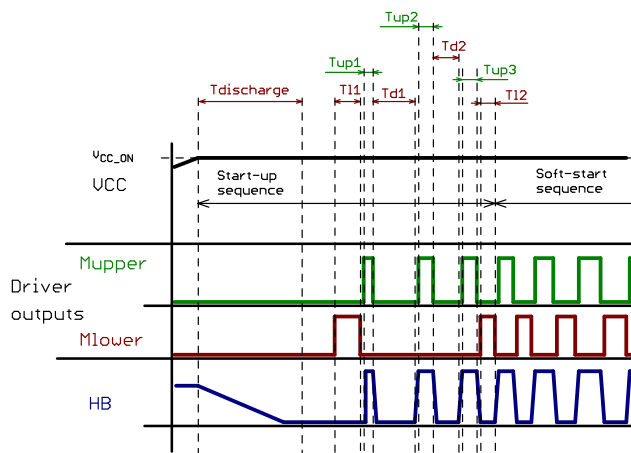 Tup2
Td2
Tup1
Tup3
Tdischarge
Tl1
Td1
Tl2
VCC_ON
VCC
Start-up
sequence
Soft-start
sequence
Mupper
Driver
outputs
Mlower
HB